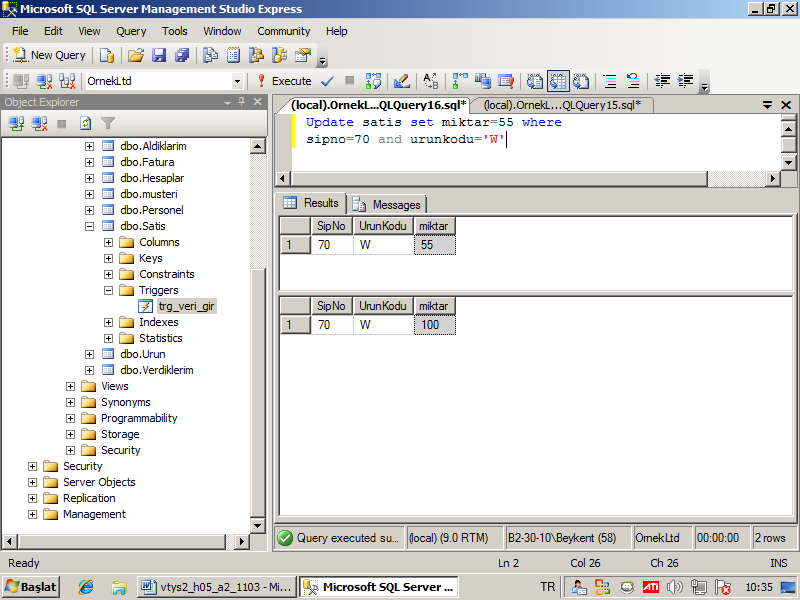 Microsoft SQL Server Management Studio Express
File Edit View Query Tools Window Community Help
New Query
OrnekLtd Execute
Object Explorer
dbo.Aldiklarim
dbo.Fatura
dbo.Hesaplar
dbo.musteri
dbo.Personel
dbo.Satis
Columns
Keys
Constraints
Triggers
trg_veri_gir
Indexes
Statistics
dbo.Urun
dbo.Verdiklerim
Views
Synonyms
Programmability
Storage
Security
Security
Server Objects
Replication
Management
(local).OrnekL...QLQuery16.sql* (local).OrnekL...QLQuery15.sql*
Update satis set miktar=55 where
sipno=70 and urunkodu='W'
Results Messages
SipNo UrunKodu miktar
1 70 W 55
SipNo UrunKodu miktar
1 70 W 100
Query executed su... (local) (9.0 RTM) B2-30-10\Beykent (58) OrnekLtd 00:00:00 2 rows
Ready Ln 2 Col 26 Ch 26 INS
Başlat vtys2_h05_a2_1103 - Mi... Microsoft SQL Server ... TR ATI 10:35